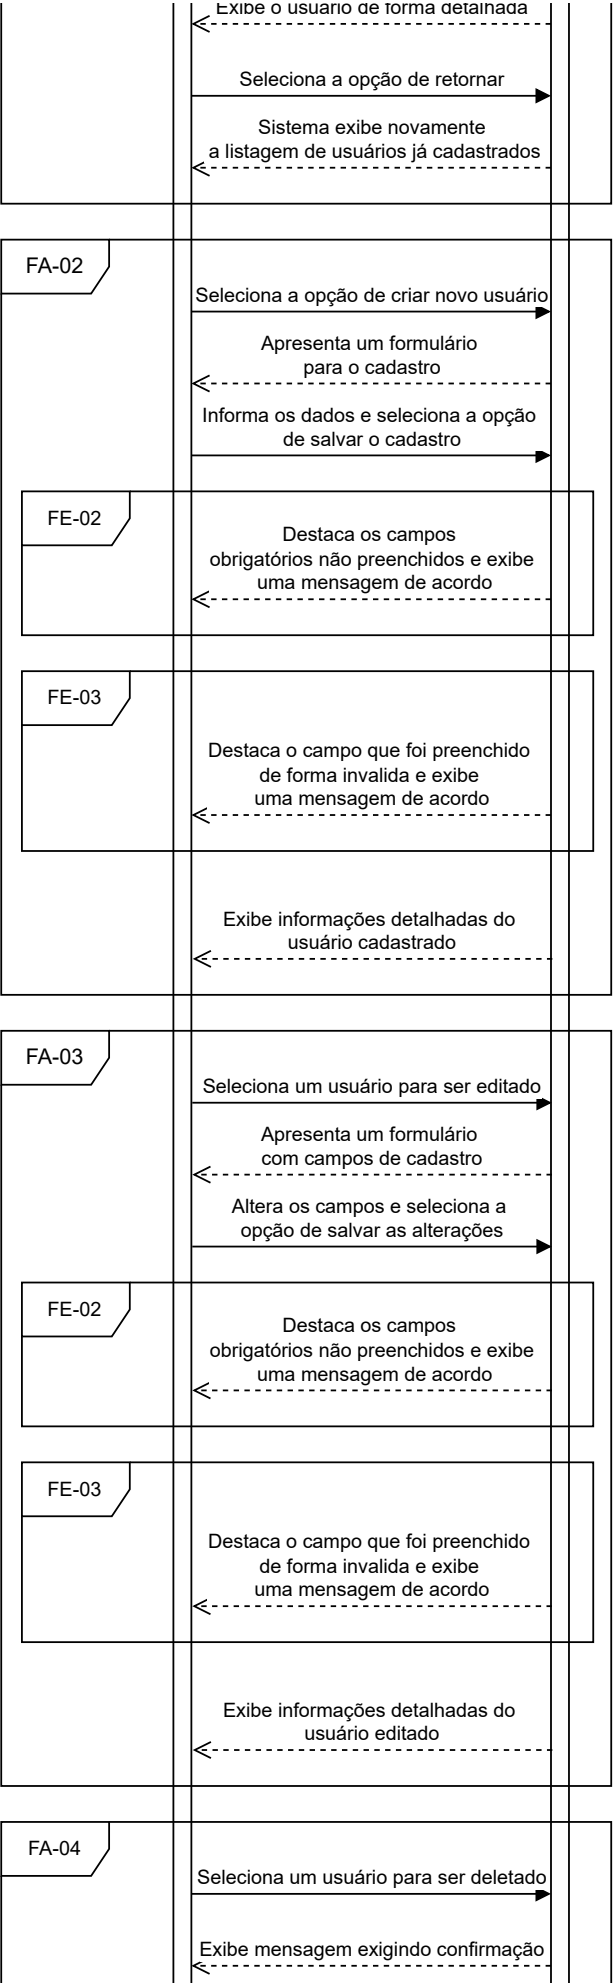 Exibe o usuário de forma detalhada
Seleciona a opção de retornar
Sistema exibe novamente
a listagem de usuários já cadastrados
FA-02
Seleciona a opção de criar novo usuário
Apresenta um formulário
para o cadastro
Informa os dados e seleciona a opção
de salvar o cadastro
FE-02
Destaca os campos
obrigatórios não preenchidos e exibe
uma mensagem de acordo
FE-03
Destaca o campo que foi preenchido
de forma invalida e exibe
uma mensagem de acordo
Exibe informações detalhadas do
usuário cadastrado
FA-03
Seleciona um usuário para ser editado
Apresenta um formulário
com campos de cadastro
Altera os campos e seleciona a
opção de salvar as alterações
FE-02
Destaca os campos
obrigatórios não preenchidos e exibe
uma mensagem de acordo
FE-03
Destaca o campo que foi preenchido
de forma invalida e exibe
uma mensagem de acordo
Exibe informações detalhadas do
usuário editado
FA-04
Seleciona um usuário para ser deletado
Exibe mensagem exigindo confirmação